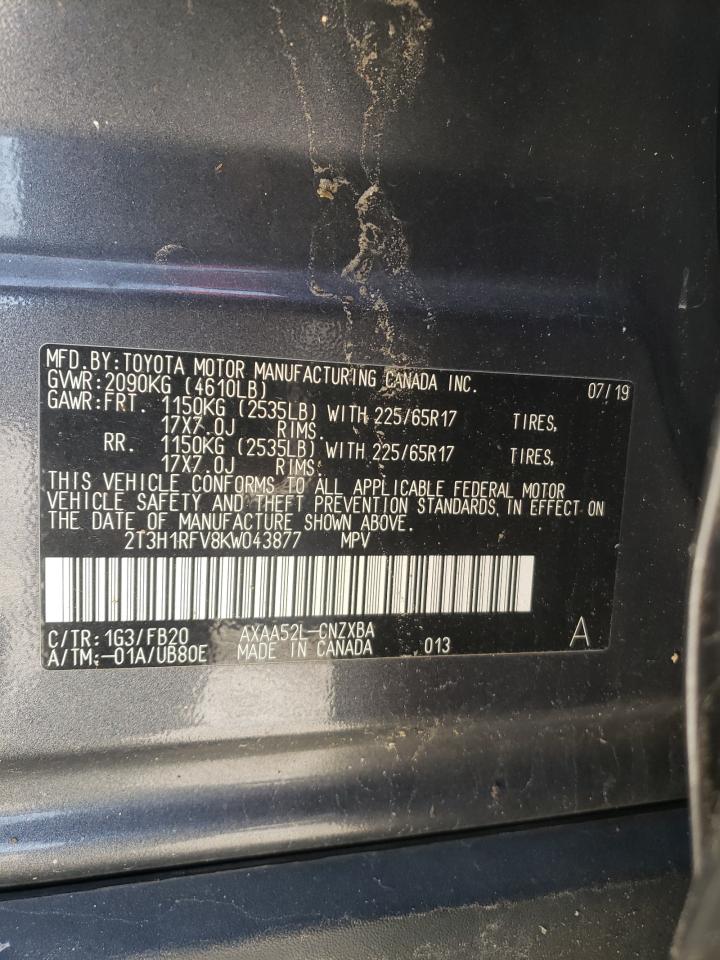 MFD.BY:TOYOTA MOTOR MANUFACTURING CANADA INC.
GVWR:2090KG (4610LB) 07/19
GAWR:FRT. 1150KG (2535LB) WITH 225/65R17 TIRES,
17X7.0J RIMS.
RR. 1150KG (2535LB) WITH 225/65R17 TIRES,
17X7.0J RIMS.
THIS VEHICLE CONFORMS TO ALL APPLICABLE FEDERAL MOTOR
VEHICLE SAFETY AND THEFT PREVENTION STANDARDS IN EFFECT ON
THE DATE OF MANUFACTURE SHOWN ABOVE.
2T3H1RFV8KW043877 MPV
C/TR:1G3/FB20 AXAA52L-CNZXBA A
A/TM:-01A/UB80E MADE IN CANADA 013